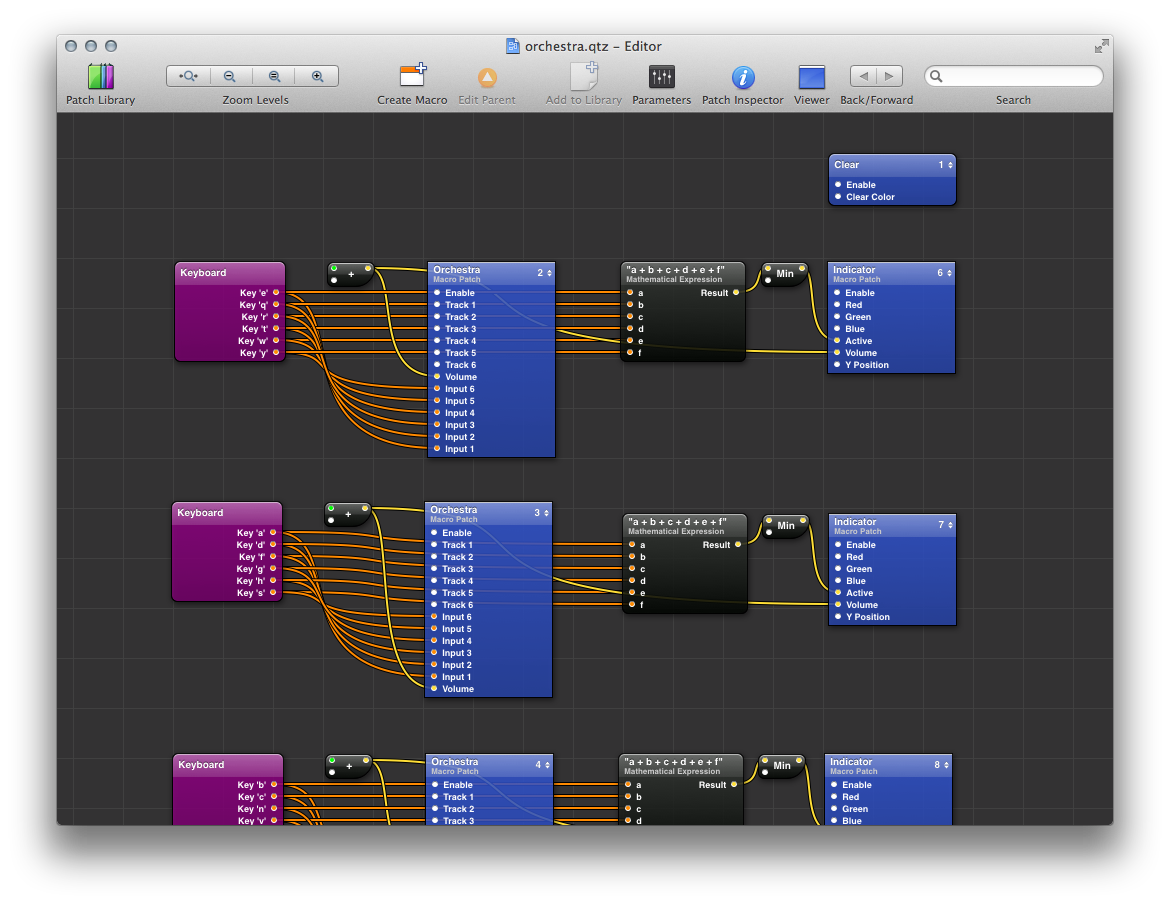 orchestra.qtz – Editor
Patch Library
Zoom Levels
Create Macro
Edit Parent
Add to Library
Parameters
Patch Inspector
Viewer
Back/Forward
Search
Clear 1
Enable
Clear Color
Keyboard
Key 'e'
Key 'q'
Key 'r'
Key 't'
Key 'w'
Key 'y'
+
Orchestra 2
Macro Patch
Enable
Track 1
Track 2
Track 3
Track 4
Track 5
Track 6
Volume
Input 6
Input 5
Input 4
Input 3
Input 2
Input 1
"a + b + c + d + e + f"
Mathematical Expression
a Result
b
c
d
e
f
Min
Indicator 6
Macro Patch
Enable
Red
Green
Blue
Active
Volume
Y Position
Keyboard
Key 'a'
Key 'd'
Key 'f'
Key 'g'
Key 'h'
Key 's'
+
Orchestra 3
Macro Patch
Enable
Track 1
Track 2
Track 3
Track 4
Track 5
Track 6
Input 6
Input 5
Input 4
Input 3
Input 2
Input 1
Volume
"a + b + c + d + e + f"
Mathematical Expression
a Result
b
c
d
e
f
Min
Indicator 7
Macro Patch
Enable
Red
Green
Blue
Active
Volume
Y Position
Keyboard
Key 'b'
Key 'c'
Key 'n'
Key 'v'
+
Orchestra 4
Macro Patch
Enable
Track 1
Track 2
Track 3
"a + b + c + d + e + f"
Mathematical Expression
a Result
b
c
d
Min
Indicator 8
Macro Patch
Enable
Red
Green
Blue